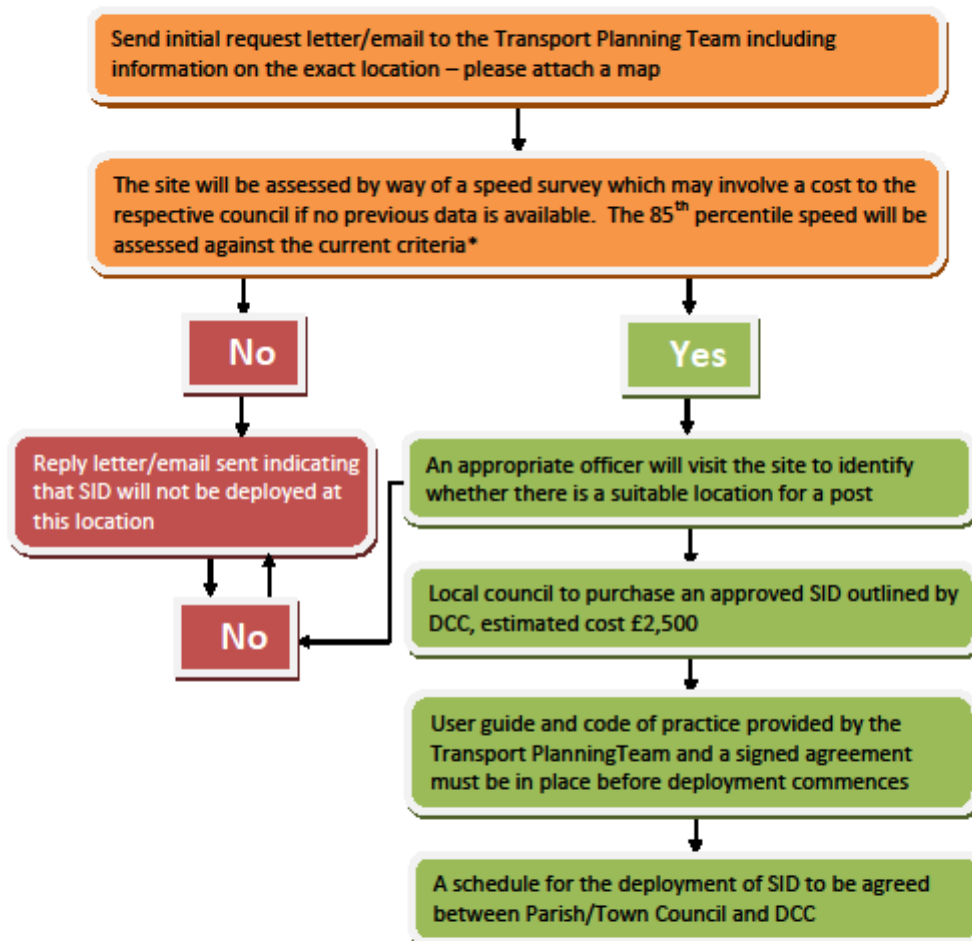 Send initial request letter/email to the Transport Planning Team including
information on the exact location – please attach a map
The site will be assessed by way of a speed survey which may involve a cost to the
respective council if no previous data is available. The 85th percentile speed will be
assessed against the current criteria*
No
Yes
Reply letter/email sent indicating
that SID will not be deployed at
this location
An appropriate officer will visit the site to identify
whether there is a suitable location for a post
No
Local council to purchase an approved SID outlined by
DCC, estimated cost £2,500
User guide and code of practice provided by the
Transport PlanningTeam and a signed agreement
must be in place before deployment commences
A schedule for the deployment of SID to be agreed
between Parish/Town Council and DCC